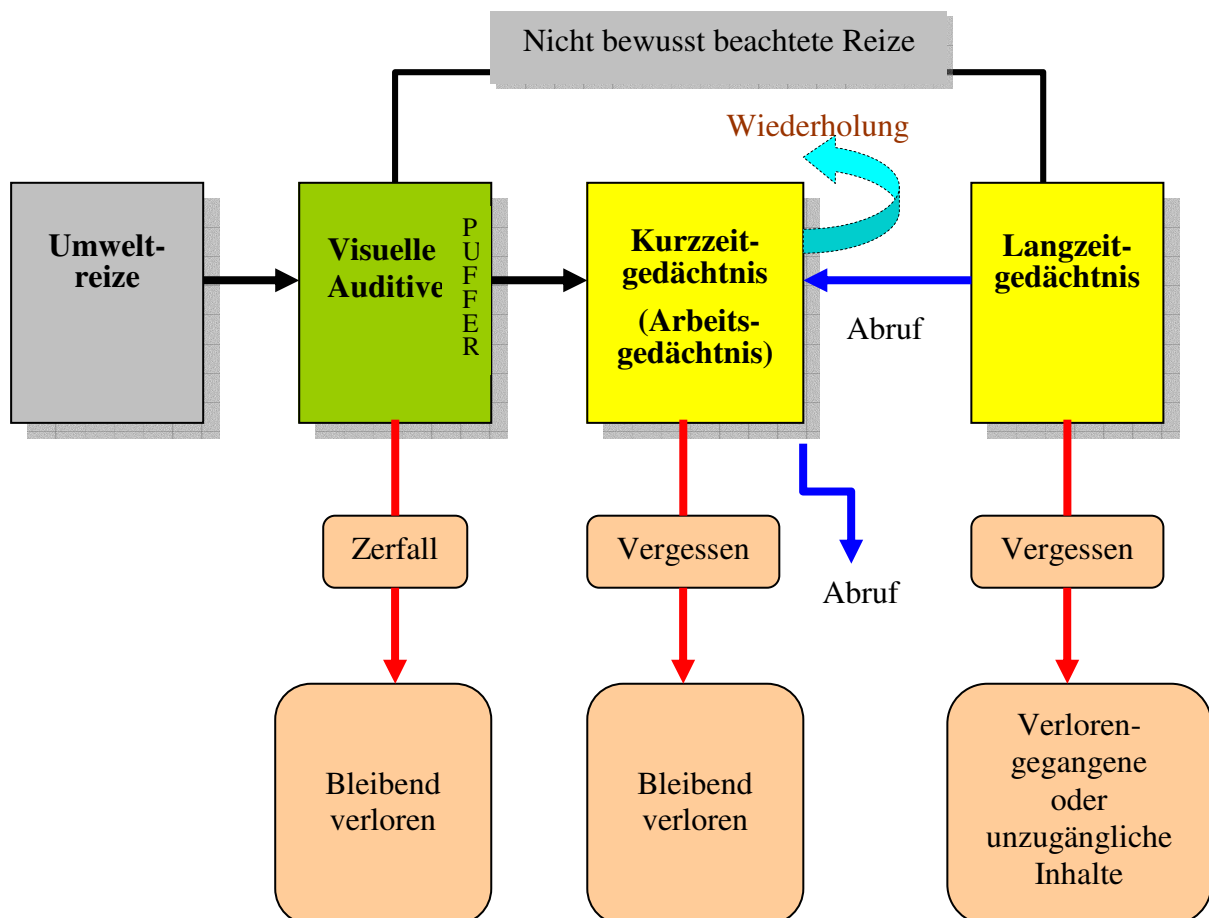 Nicht bewusst beachtete Reize
Wiederholung
Umwelt-
reize
Visuelle
Auditive
PUFFER
Kurzzeit-
gedächtnis
(Arbeits-
gedächtnis)
Abruf
Langzeit-
gedächtnis
Zerfall
Vergessen
Abruf
Vergessen
Bleibend
verloren
Bleibend
verloren
Verloren-
gegangene
oder
unzugängliche
Inhalte